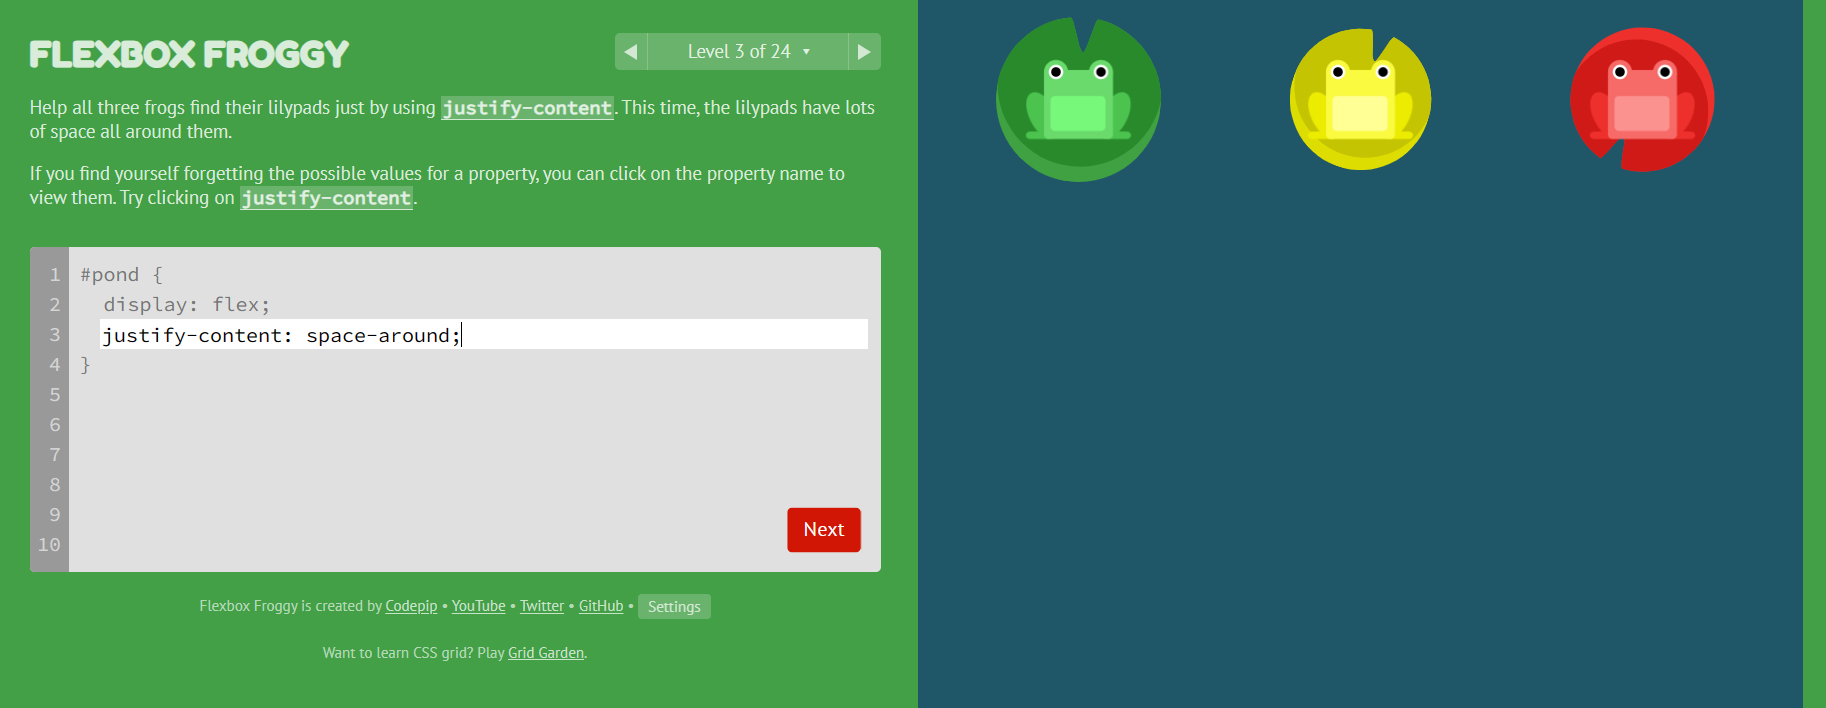 FLEXBOX FROGGY
Level 3 of 24
Help all three frogs find their lilypads just by using justify-content. This time, the lilypads have lots
of space all around them.
If you find yourself forgetting the possible values for a property, you can click on the property name to
view them. Try clicking on justify-content.
1 #pond {
2 display: flex;
3 justify-content: space-around;
4 }
5
6
7
8
9
10
Next
Flexbox Froggy is created by Codepip • YouTube • Twitter • GitHub • Settings
Want to learn CSS grid? Play Grid Garden.